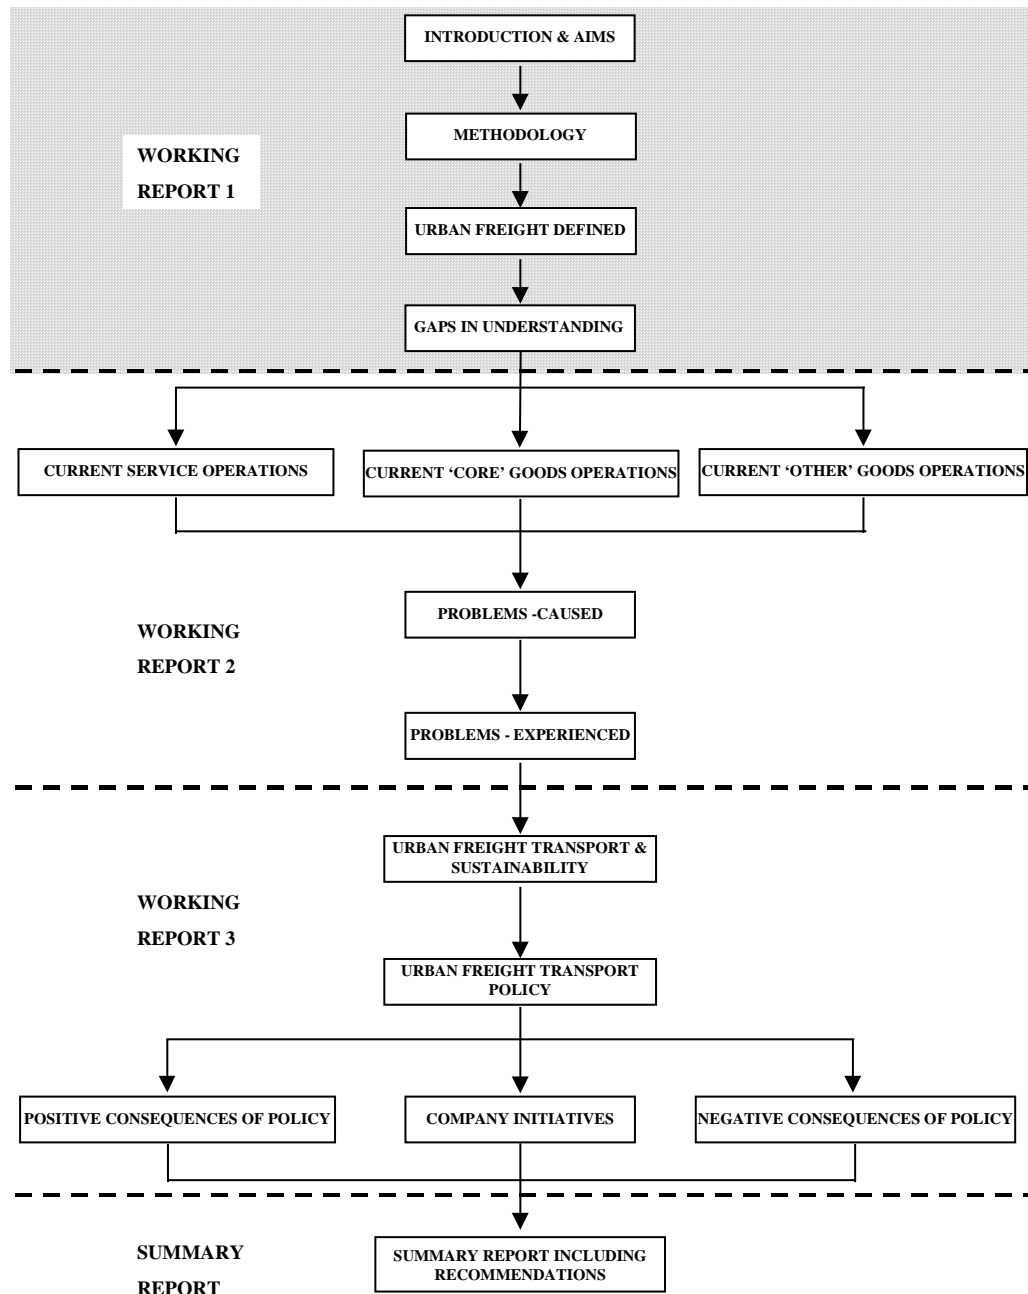 INTRODUCTION & AIMS
METHODOLOGY
WORKING
REPORT 1
URBAN FREIGHT DEFINED
GAPS IN UNDERSTANDING
CURRENT SERVICE OPERATIONS
CURRENT ‘CORE’ GOODS OPERATIONS
CURRENT ‘OTHER’ GOODS OPERATIONS
PROBLEMS -CAUSED
WORKING
REPORT 2
PROBLEMS - EXPERIENCED
URBAN FREIGHT TRANSPORT &
SUSTAINABILITY
WORKING
REPORT 3
URBAN FREIGHT TRANSPORT
POLICY
POSITIVE CONSEQUENCES OF POLICY
COMPANY INITIATIVES
NEGATIVE CONSEQUENCES OF POLICY
SUMMARY
REPORT
SUMMARY REPORT INCLUDING
RECOMMENDATIONS